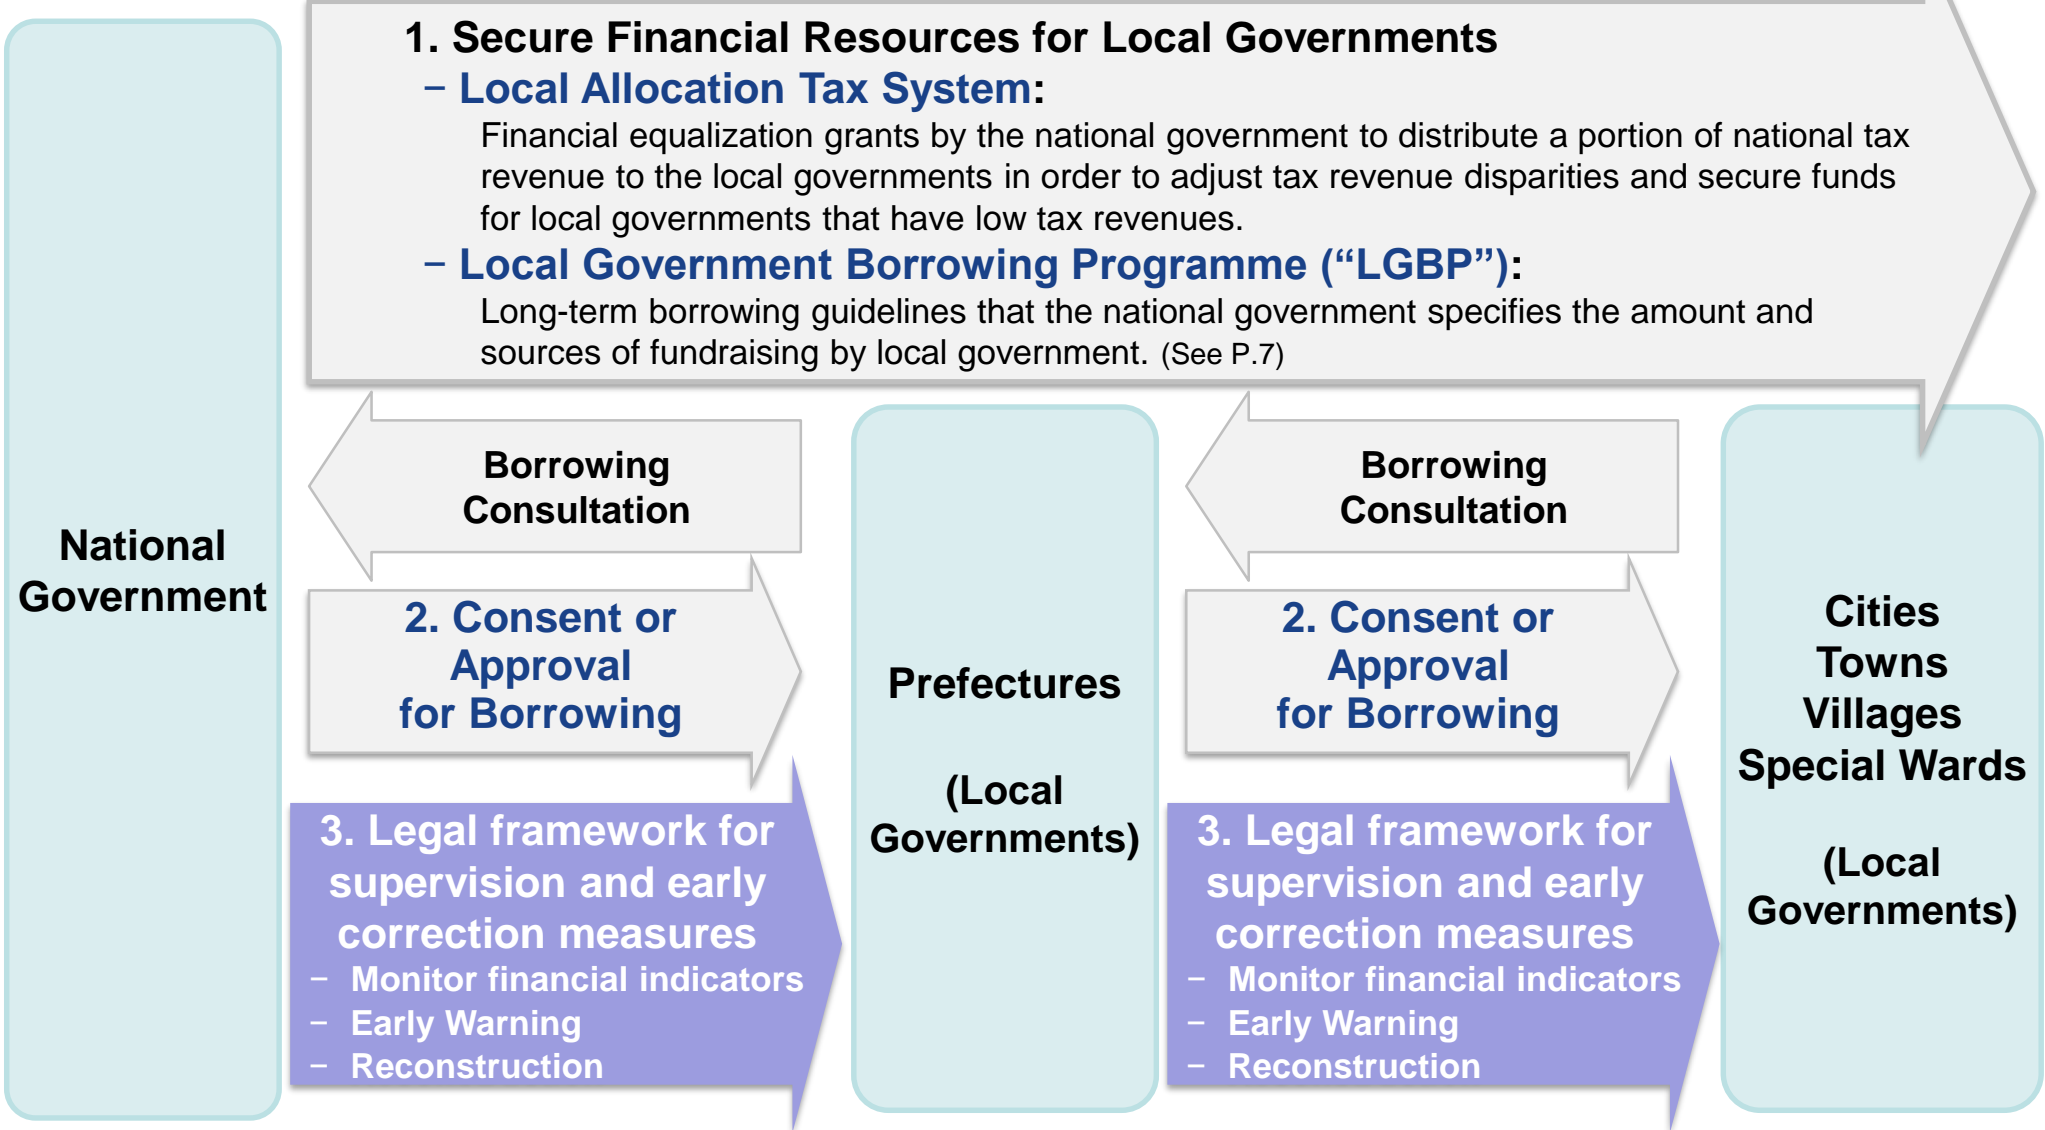 1. Secure Financial Resources for Local Governments
− Local Allocation Tax System:
Financial equalization grants by the national government to distribute a portion of national tax
revenue to the local governments in order to adjust tax revenue disparities and secure funds
for local governments that have low tax revenues.
− Local Government Borrowing Programme (“LGBP”):
Long-term borrowing guidelines that the national government specifies the amount and
sources of fundraising by local government. (See P.7)
National
Government
Borrowing
Consultation
2. Consent or
Approval
for Borrowing
3. Legal framework for
supervision and early
correction measures
− Monitor financial indicators
− Early Warning
− Reconstruction
Prefectures
(Local
Governments)
Borrowing
Consultation
2. Consent or
Approval
for Borrowing
3. Legal framework for
supervision and early
correction measures
− Monitor financial indicators
− Early Warning
− Reconstruction
Cities
Towns
Villages
Special Wards
(Local
Governments)